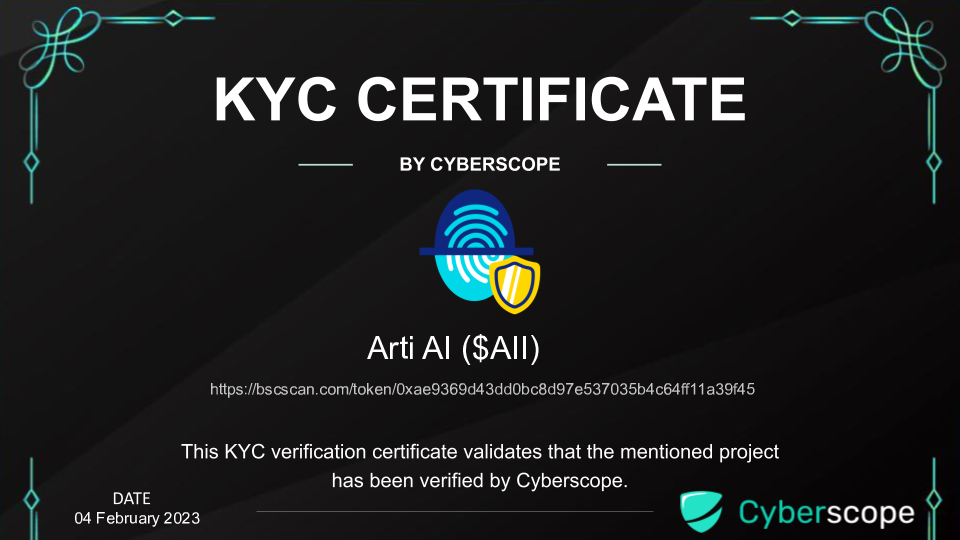 KYC CERTIFICATE
BY CYBERSCOPE
Arti AI ($AII)
https://bscscan.com/token/0xae9369d43dd0bc8d97e537035b4c64ff11a39f45
This KYC verification certificate validates that the mentioned project
has been verified by Cyberscope.
DATE
04 February 2023
Cyberscope